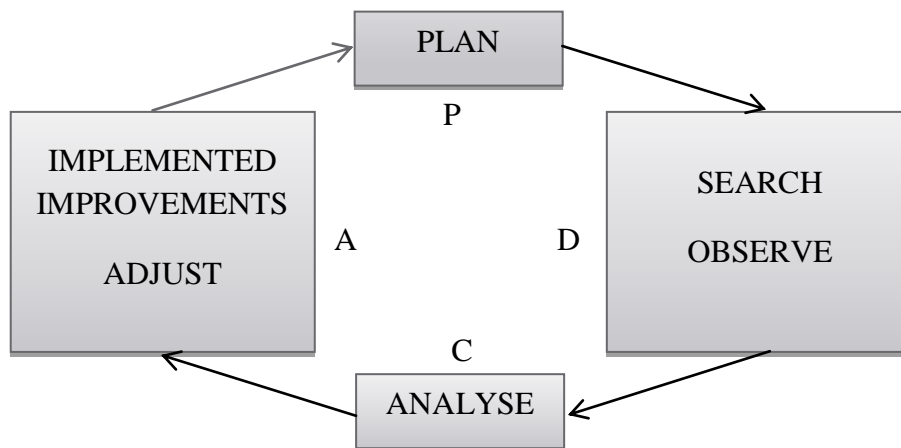 PLAN
P
IMPLEMENTED
IMPROVEMENTS
ADJUST
A
D
SEARCH
OBSERVE
C
ANALYSE